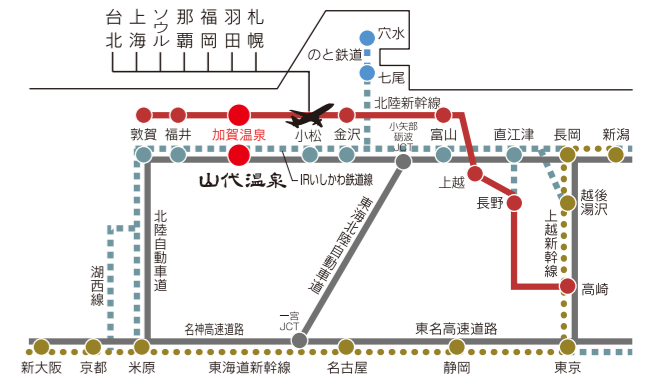 台北
上海
ソウル
那覇
福岡
羽田
札幌
穴水
のと鉄道
七尾
北陸新幹線
敦賀
福井
加賀温泉
小松
金沢
小矢部
砺波
JCT
富山
直江津
長岡
新潟
山代温泉
IRいしかわ鉄道線
上越
長野
越後
湯沢
北陸自動車道
東海北陸自動車道
上越新幹線
湖西線
高崎
一宮
JCT
名神高速道路
東名高速道路
新大阪
京都
米原
東海道新幹線
名古屋
静岡
東京